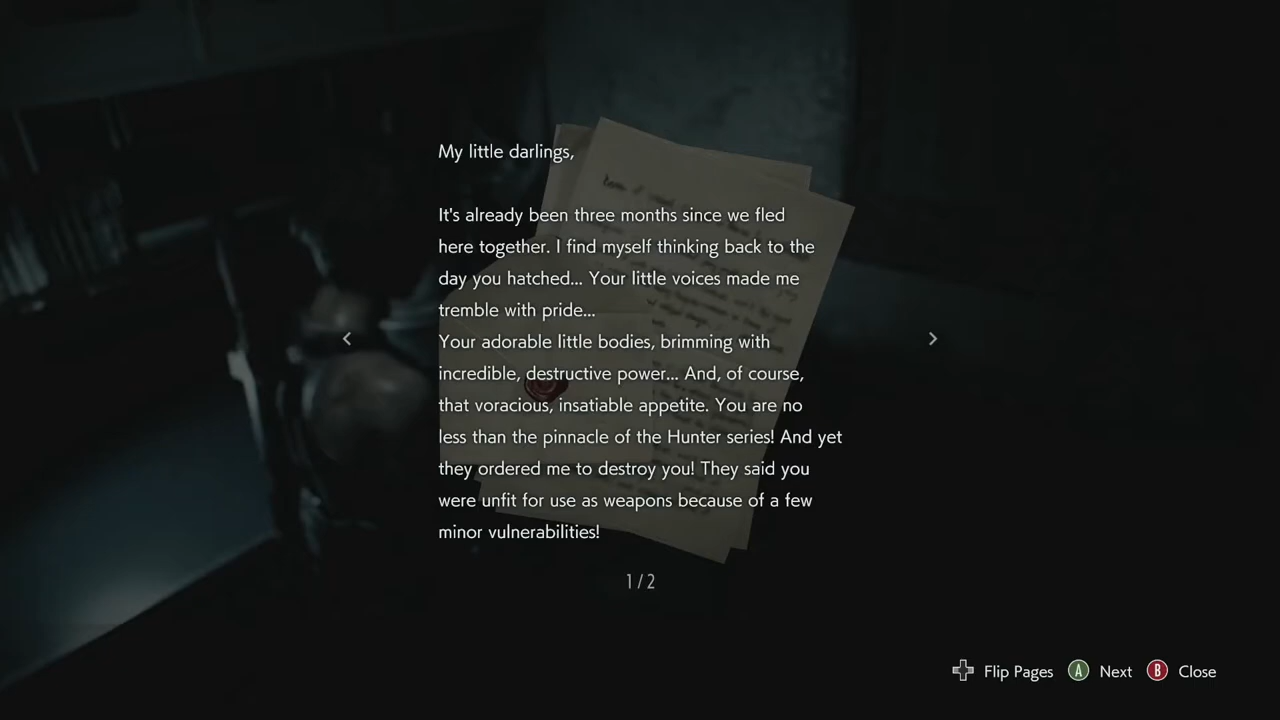 My little darlings,
It's already been three months since we fled
here together. I find myself thinking back to the
day you hatched... Your little voices made me
tremble with pride...
Your adorable little bodies, brimming with
incredible, destructive power... And, of course,
that voracious, insatiable appetite. You are no
less than the pinnacle of the Hunter series! And yet
they ordered me to destroy you! They said you
were unfit for use as weapons because of a few
minor vulnerabilities!
1 / 2
Flip Pages A Next B Close